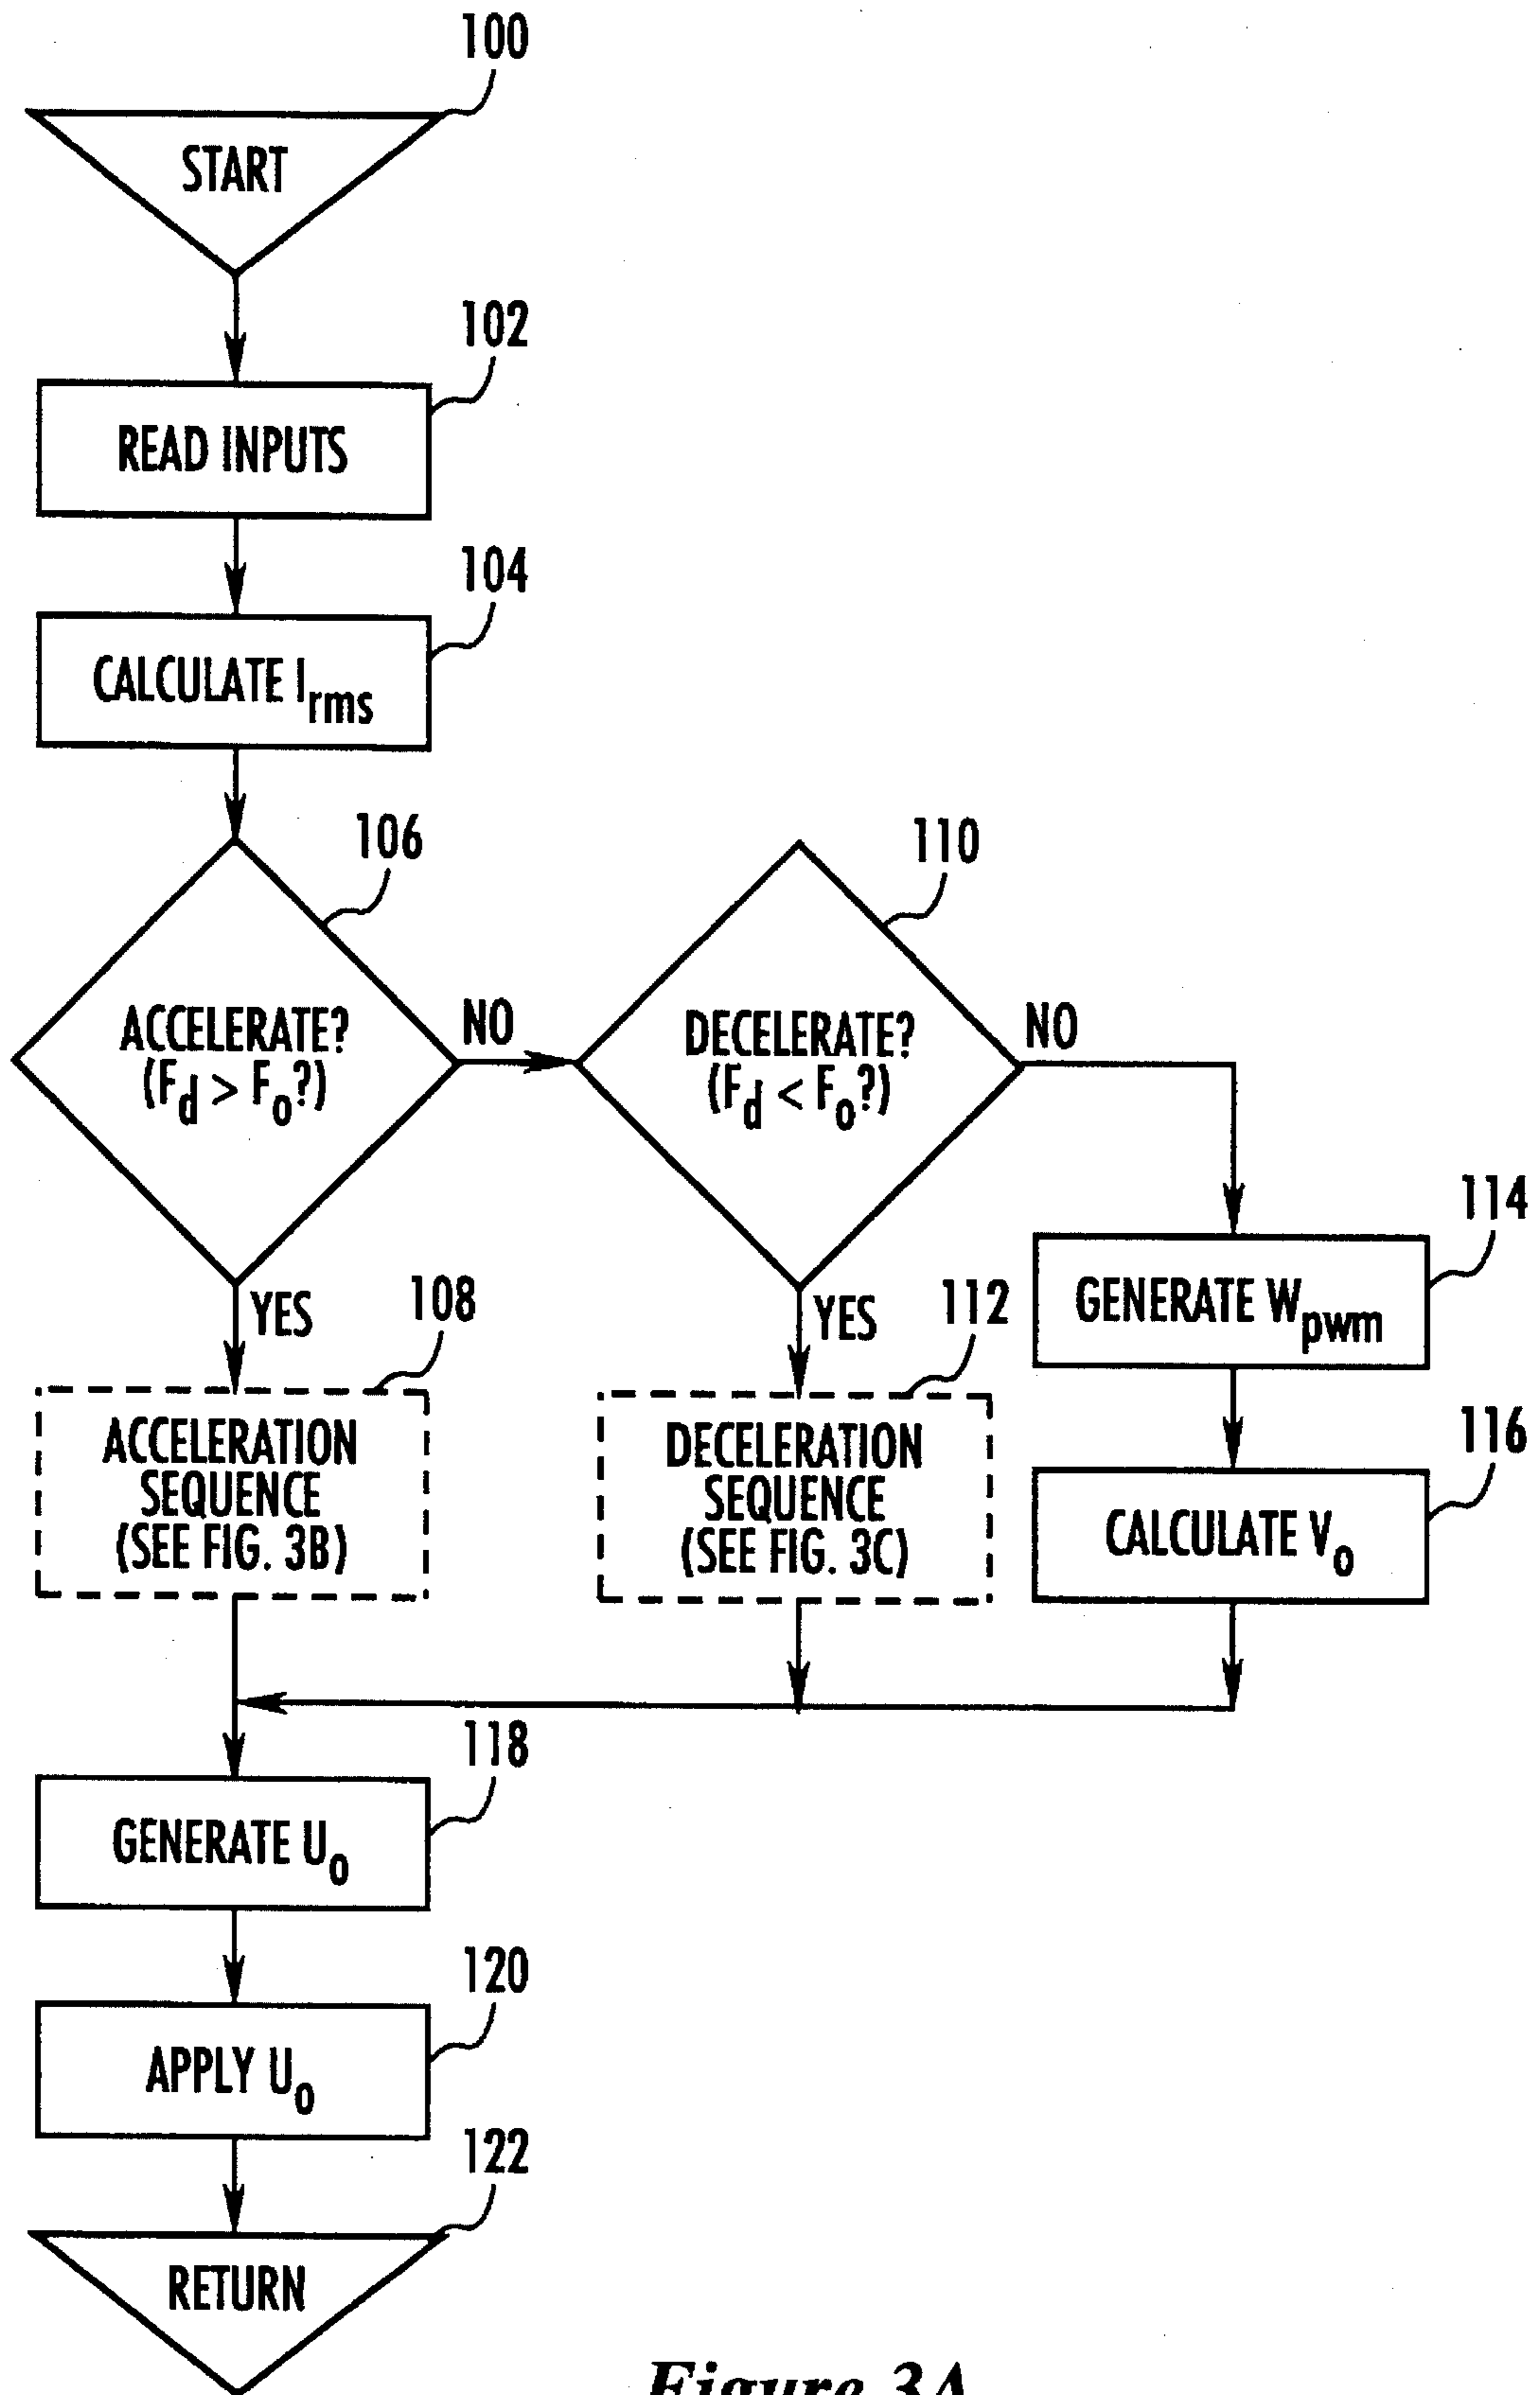 100
START
102
READ INPUTS
104
CALCULATE Irms
106
ACCELERATE?
(Fd > Fo?)
NO
110
DECELERATE?
(Fd < Fo?)
NO
YES
108
ACCELERATION
SEQUENCE
(SEE FIG. 3B)
YES
112
DECELERATION
SEQUENCE
(SEE FIG. 3C)
114
GENERATE Wpwm
116
CALCULATE Vo
118
GENERATE Uo
120
APPLY Uo
122
RETURN
Figure 3A